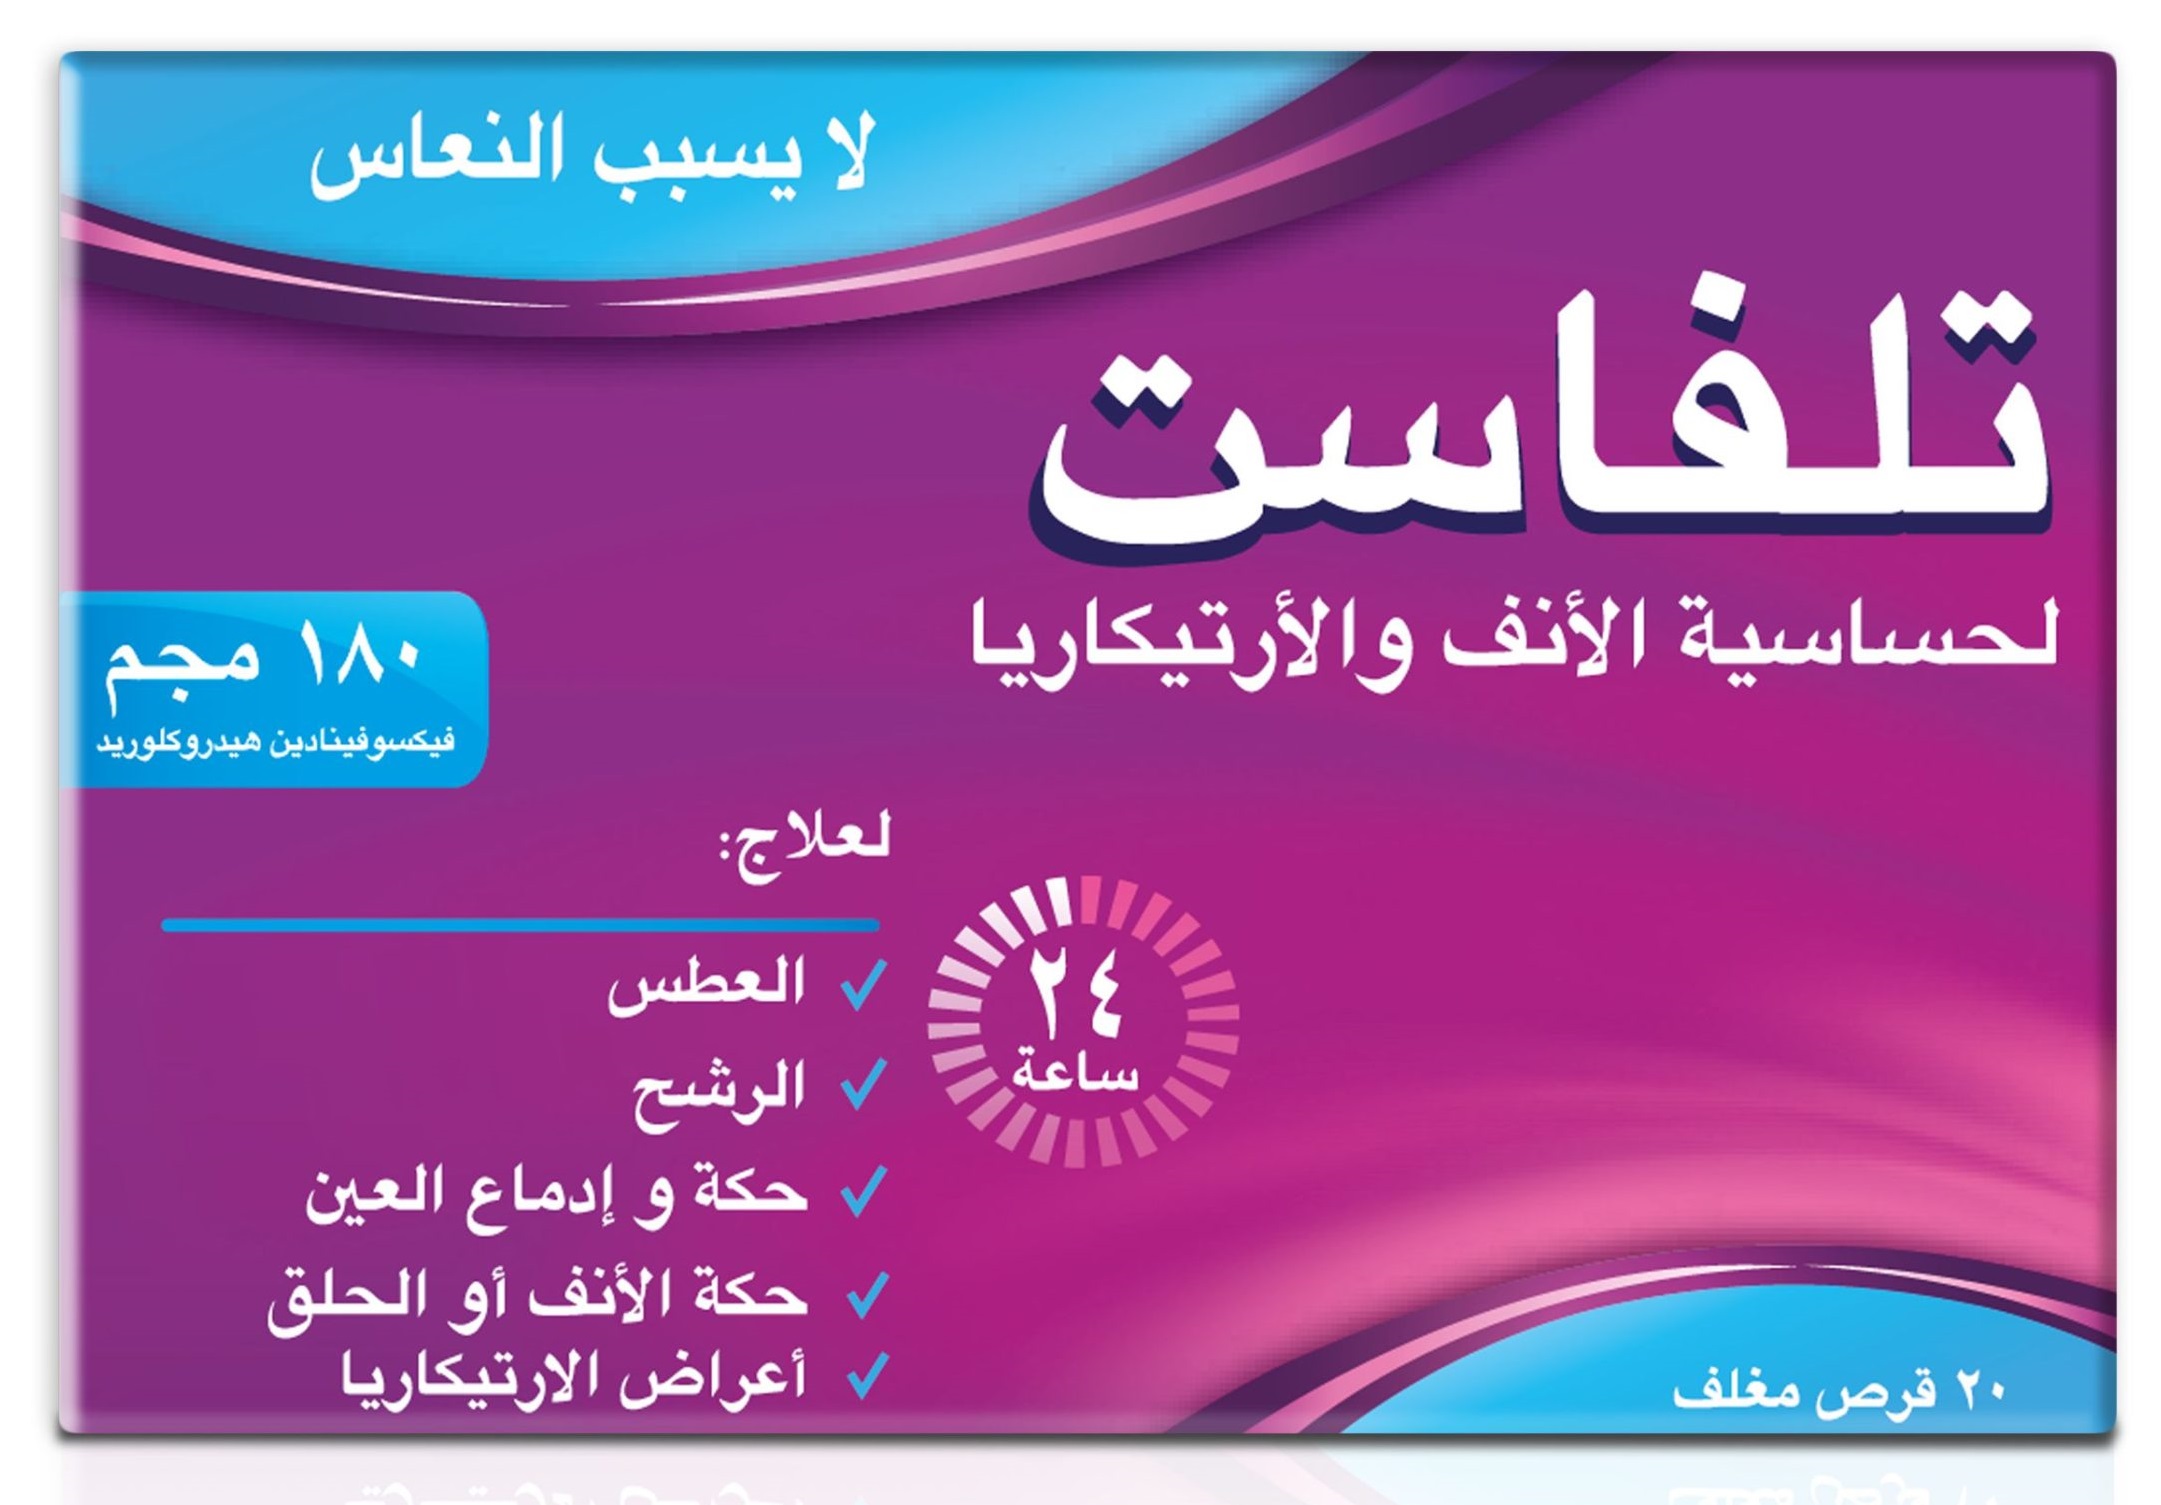 لا يسبب النعاس
تلفاست
لحساسية الأنف والأرتيكاريا
١٨٠ مجم
فيكسوفينادين هيدروكلوريد
لعلاج:
العطس
الرشح
حكة و إدماع العين
حكة الأنف أو الحلق
أعراض الارتيكاريا
٢٤
ساعة
٢٠ قرص مغلف